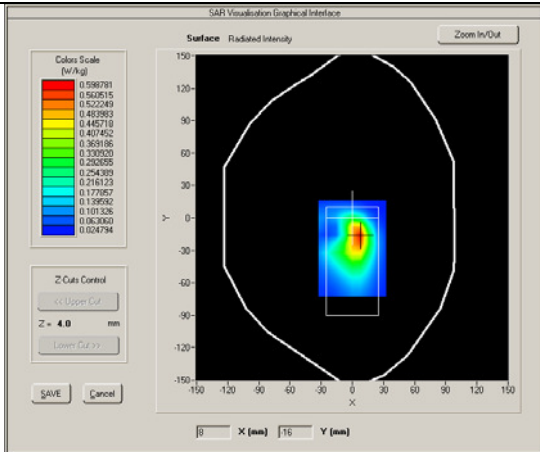 SAR Visualisation Graphical Interface
Surface Radiated Intensity
Zoom In/Out
Colors Scale
(W/kg)
0.598781
0.560515
0.522249
0.483983
0.445718
0.407452
0.369186
0.330920
0.292655
0.254389
0.216123
0.177857
0.139592
0.101326
0.063060
0.024794
150
120
90
60
30
0
-30
-60
-90
-120
-150
Y
-150 -120 -90 -60 -30 0 30 60 90 120 150
X
Z-Cuts Control
<< Upper Cut
Z = 4.0 mm
Lower Cut >>
SAVE Cancel
8 X (mm) -16 Y (mm)